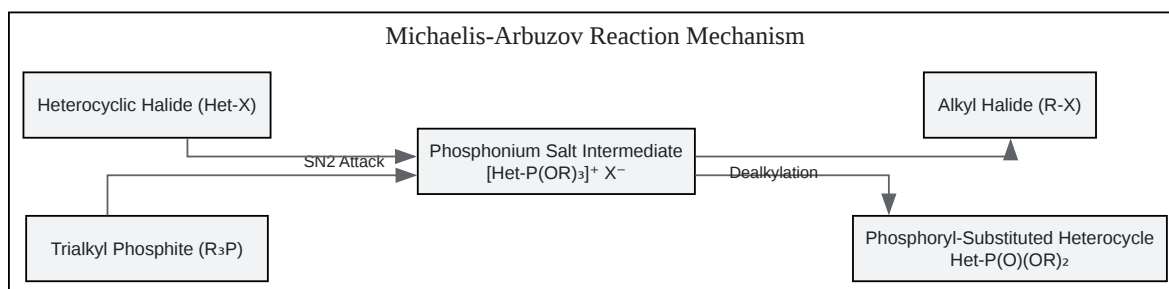 Michaelis-Arbuzov Reaction Mechanism
Heterocyclic Halide (Het-X)
Alkyl Halide (R-X)
SN2 Attack
Phosphonium Salt Intermediate
[Het-P(OR)₃]⁺ X⁻
Dealkylation
Trialkyl Phosphite (R₃P)
Phosphoryl-Substituted Heterocycle
Het-P(O)(OR)₂